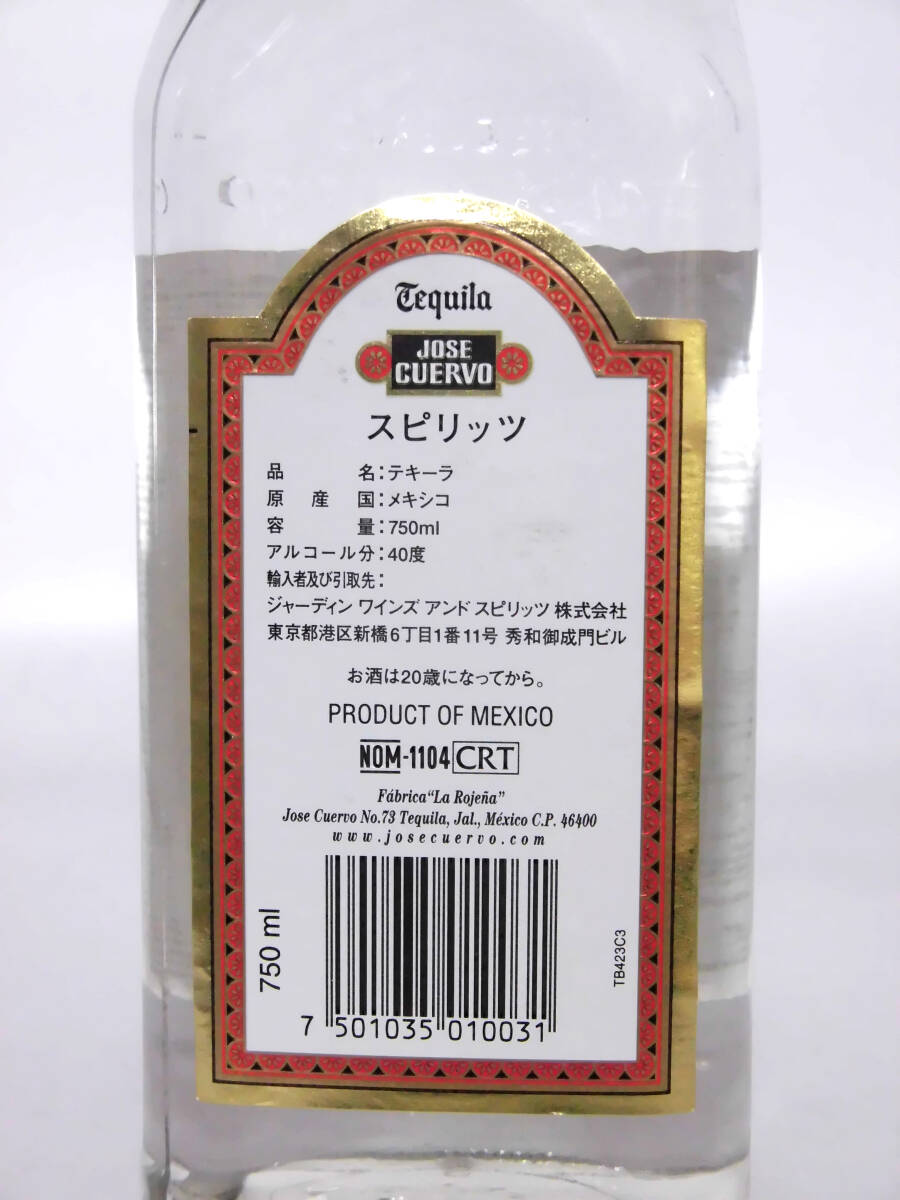 Tequila
JOSE
CUERVO
スピリッツ
品名:テキーラ
原産国:メキシコ
容量:750ml
アルコール分:40度
輸入者及び引取先:
ジャーディン ワインズ アンド スピリッツ 株式会社
東京都港区新橋6丁目1番11号 秀和御成門ビル
お酒は20歳になってから。
PRODUCT OF MEXICO
NOM-1104 CRT
Fábrica"La Rojeña"
Jose Cuervo No.73 Tequila, Jal., México C.P. 46400
www.josecuervo.com
750 ml
TB423C3
7 501035 010031